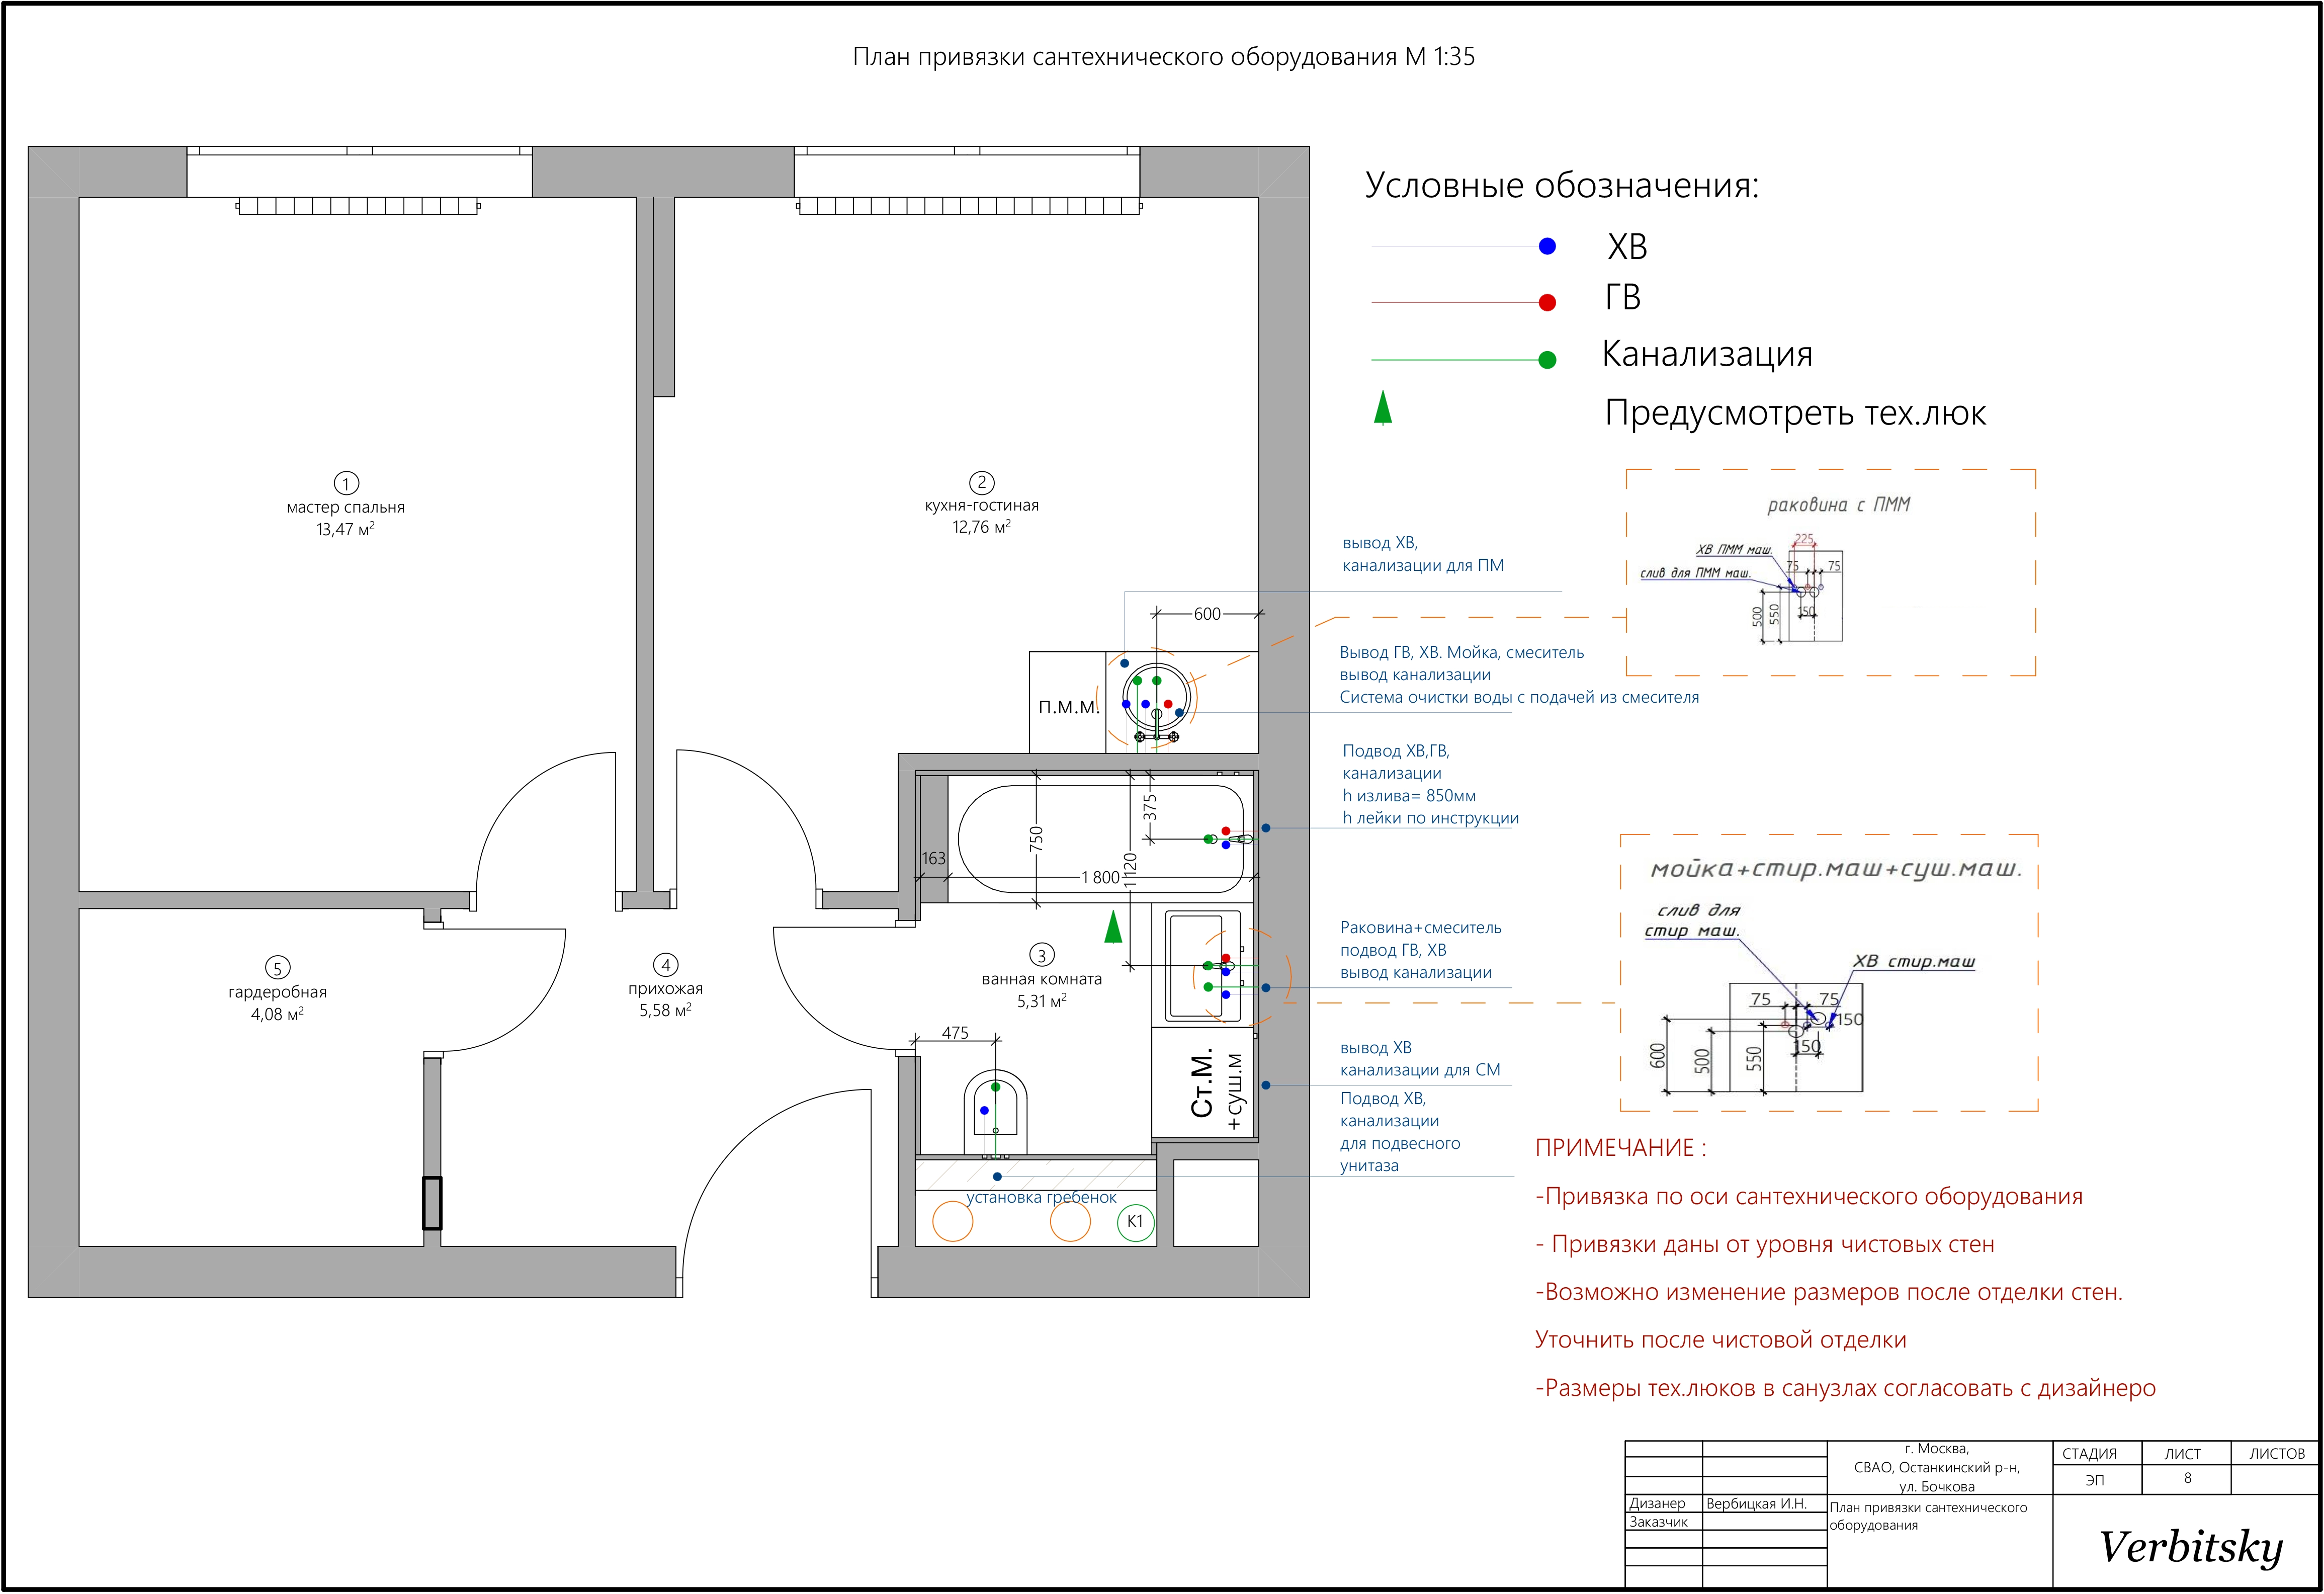 План привязки сантехнического оборудования М 1:35
Условные обозначения:
ХВ
ГВ
Канализация
Предусмотреть тех.люк
1
мастер спальня
13,47 м²
2
кухня-гостиная
12,76 м²
раковина с ПММ
225
ХВ ПММ маш.
75
75
слив для ПММ маш.
500
550
150
вывод ХВ,
канализации для ПМ
600
Вывод ГВ, ХВ. Мойка, смеситель
вывод канализации
Система очистки воды с подачей из смесителя
П.М.М.
Подвод ХВ,ГВ,
канализации
h излива= 850мм
h лейки по инструкции
375
750
1 120
163
1 800
мойка+стир.маш+суш.маш.
слив для
стир маш.
ХВ стир.маш
75
75
150
150
600
500
550
Раковина+смеситель
подвод ГВ, ХВ
вывод канализации
3
ванная комната
5,31 м²
4
прихожая
5,58 м²
5
гардеробная
4,08 м²
475
Ст.М.
+суш.м
вывод ХВ
канализации для СМ
Подвод ХВ,
канализации
для подвесного
унитаза
установка гребенок
К1
ПРИМЕЧАНИЕ :
-Привязка по оси сантехнического оборудования
- Привязки даны от уровня чистовых стен
-Возможно изменение размеров после отделки стен.
Уточнить после чистовой отделки
-Размеры тех.люков в санузлах согласовать с дизайнеро
г. Москва,
СВАО, Останкинский р-н,
ул. Бочкова
СТАДИЯ
ЛИСТ
ЛИСТОВ
ЭП
8
Дизанер
Вербицкая И.Н.
Заказчик
План привязки сантехнического
оборудования
Verbitsky